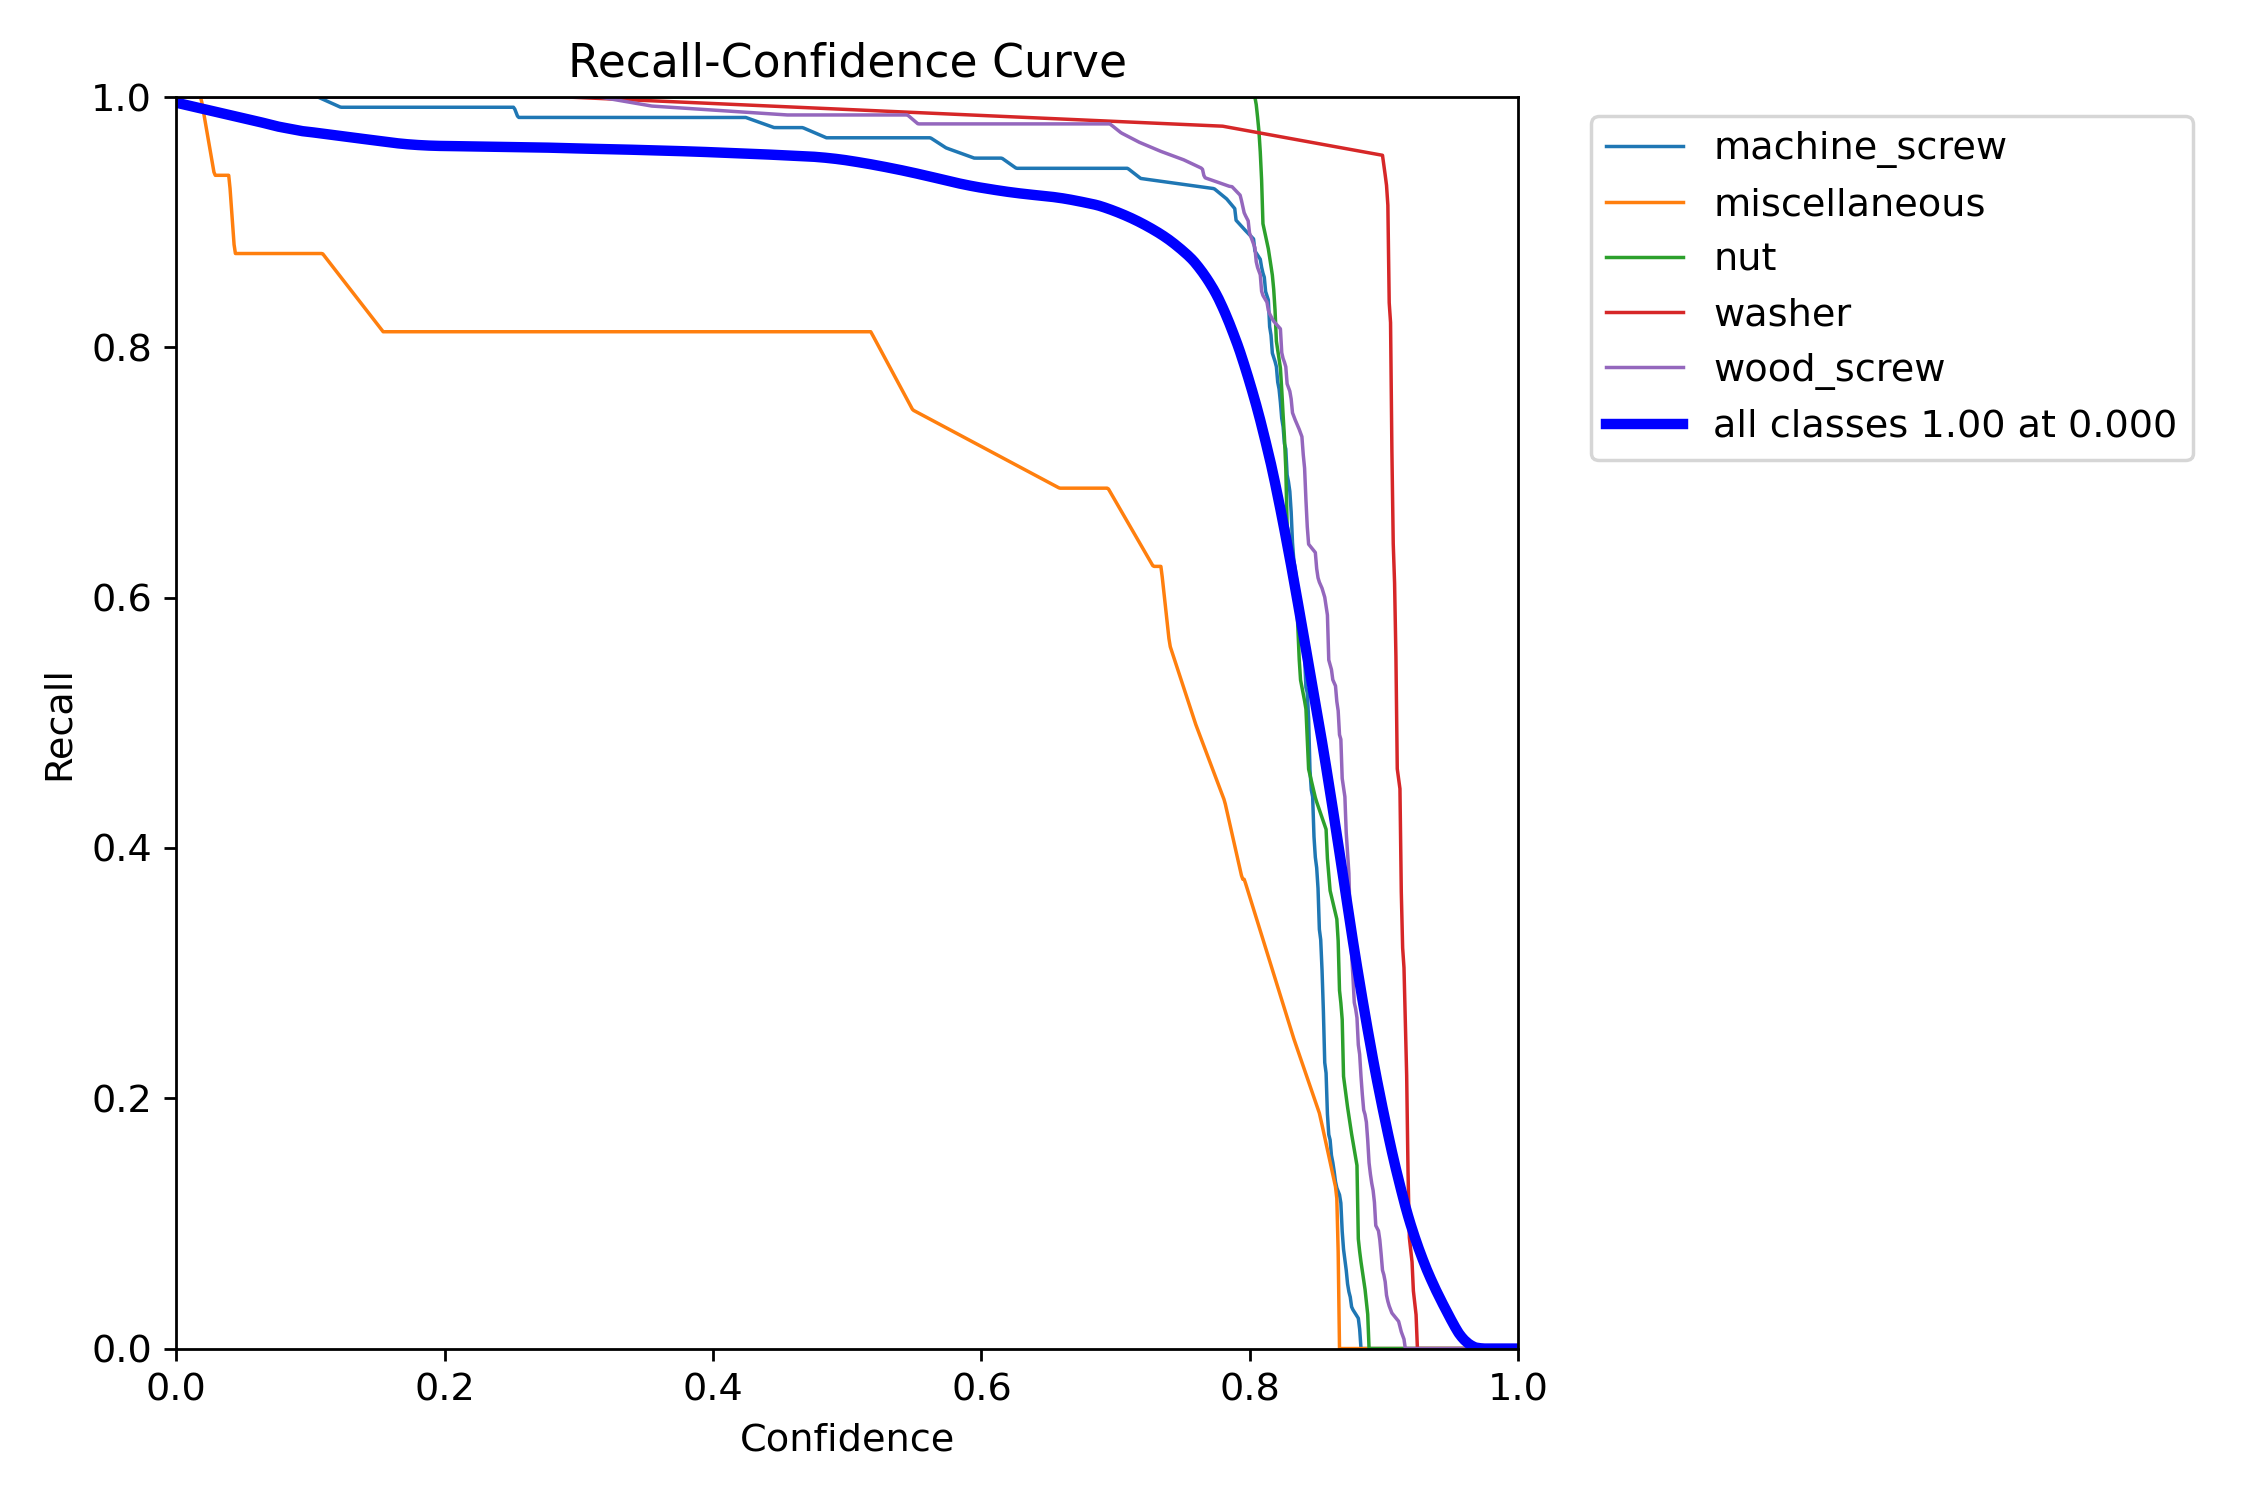 Recall-Confidence Curve
1.0
0.8
0.6
0.4
0.2
0.0
Recall
0.0 0.2 0.4 0.6 0.8 1.0
Confidence
machine_screw
miscellaneous
nut
washer
wood_screw
all classes 1.00 at 0.000